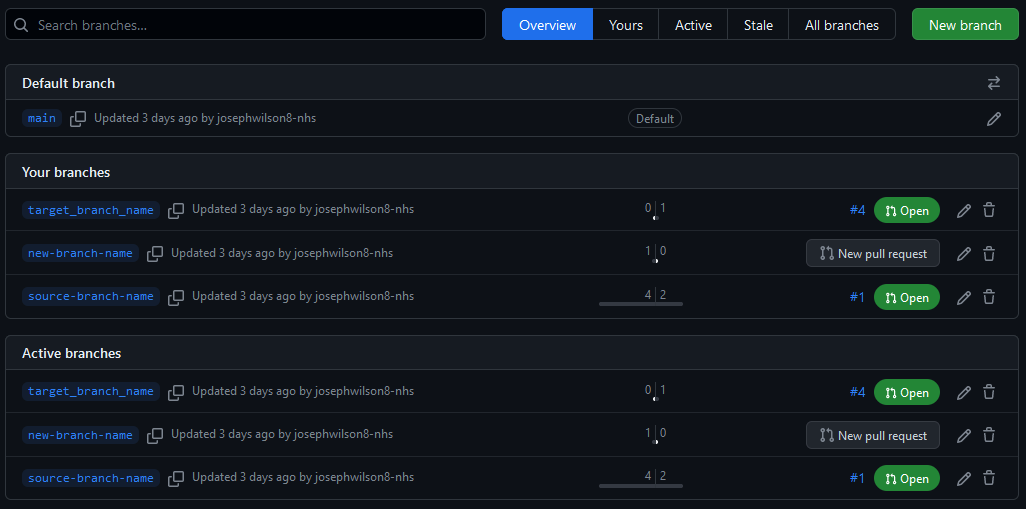 Search branches...
Overview Yours Active Stale All branches New branch
Default branch
main Updated 3 days ago by josephwilson8-nhs Default
Your branches
target_branch_name Updated 3 days ago by josephwilson8-nhs 0 1 #4 Open
new-branch-name Updated 3 days ago by josephwilson8-nhs 1 0 New pull request
source-branch-name Updated 3 days ago by josephwilson8-nhs 4 2 #1 Open
Active branches
target_branch_name Updated 3 days ago by josephwilson8-nhs 0 1 #4 Open
new-branch-name Updated 3 days ago by josephwilson8-nhs 1 0 New pull request
source-branch-name Updated 3 days ago by josephwilson8-nhs 4 2 #1 Open